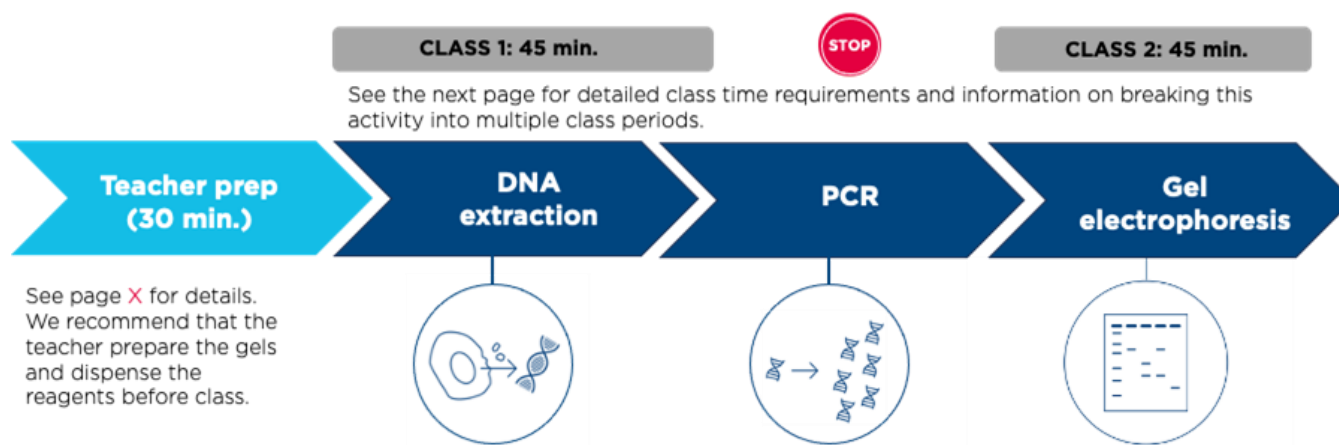 CLASS 1: 45 min.
STOP
CLASS 2: 45 min.
See the next page for detailed class time requirements and information on breaking this
activity into multiple class periods.
Teacher prep
(30 min.)
DNA
extraction
PCR
Gel
electrophoresis
See page X for details.
We recommend that the
teacher prepare the gels
and dispense the
reagents before class.